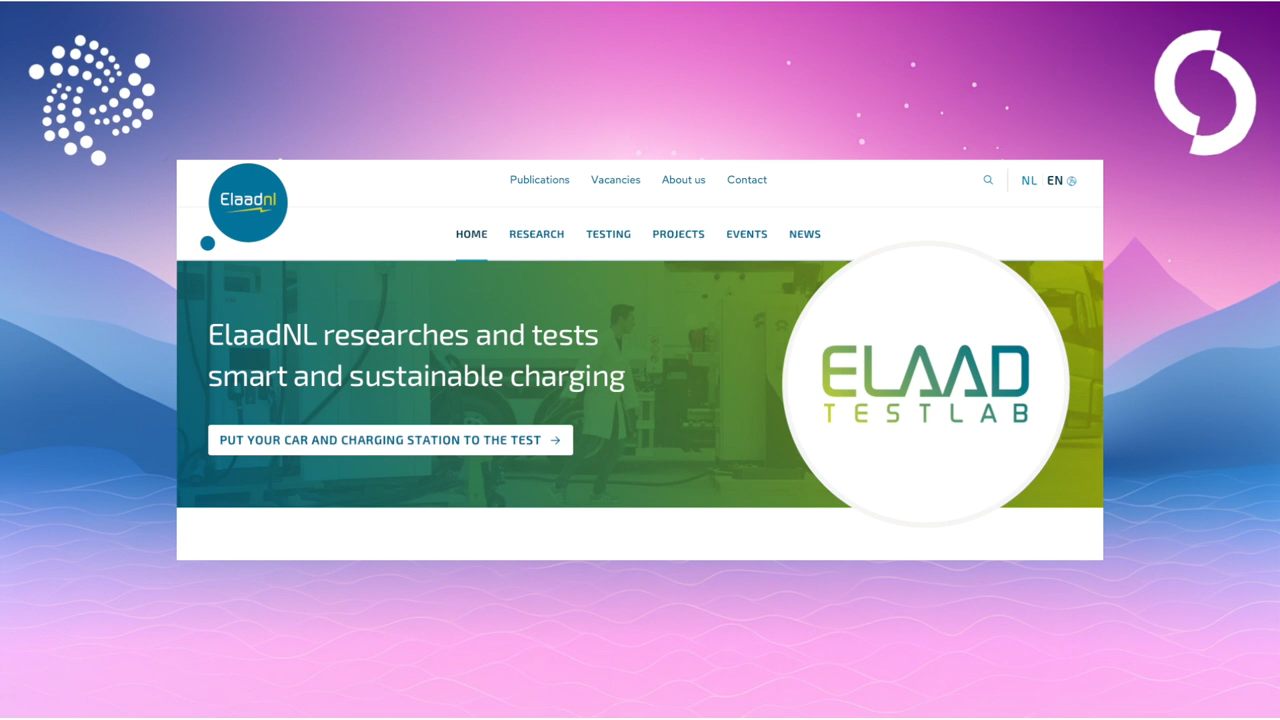 Elaadnl
Publications Vacancies About us Contact
NL EN
HOME RESEARCH TESTING PROJECTS EVENTS NEWS
ElaadNL researches and tests
smart and sustainable charging
PUT YOUR CAR AND CHARGING STATION TO THE TEST →
ELAAD
TESTLAB